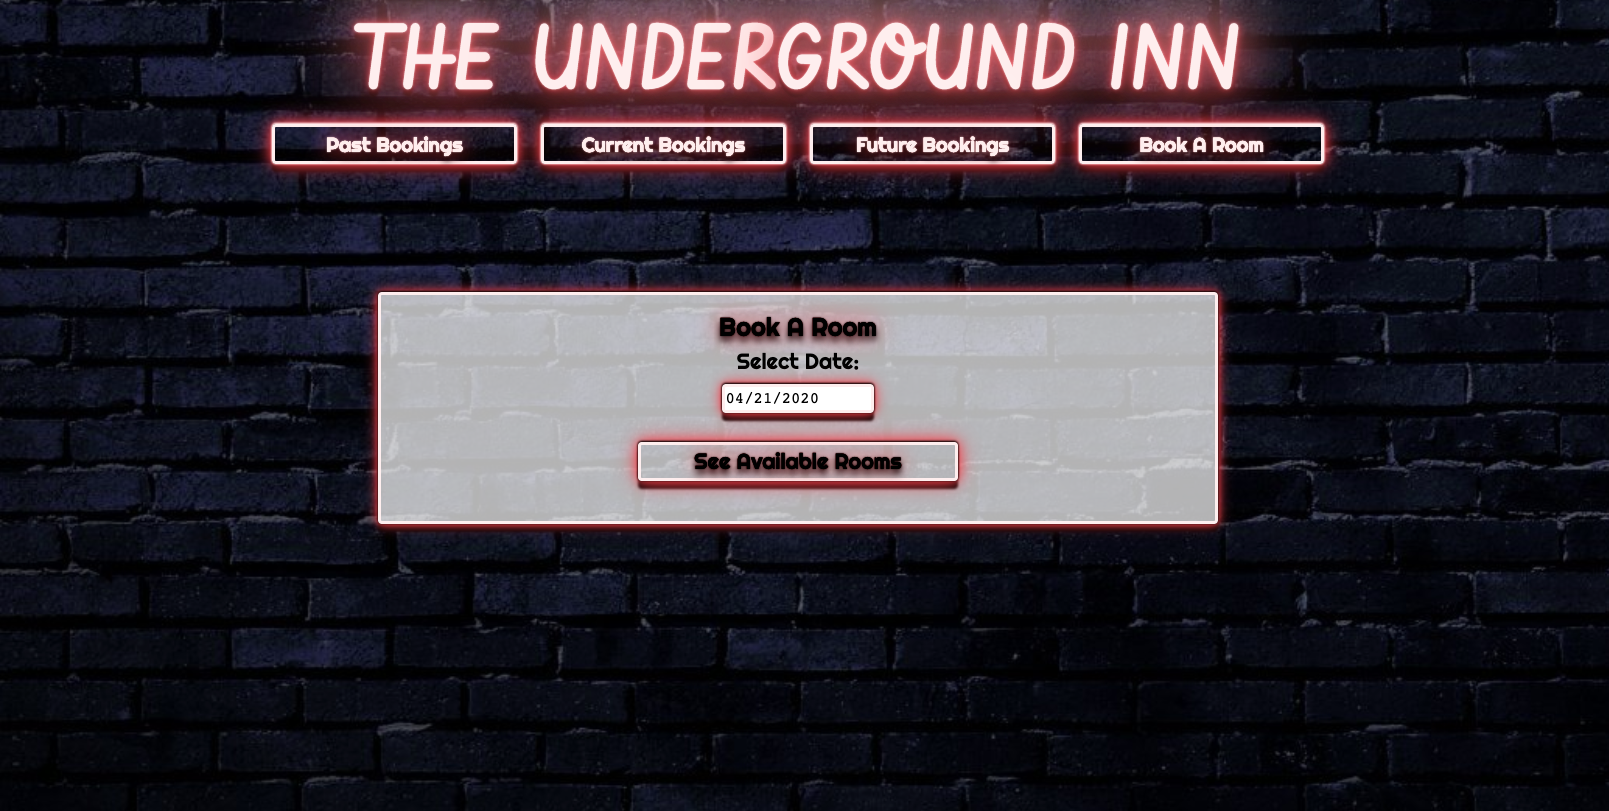 THE UNDERGROUND INN
Past Bookings Current Bookings Future Bookings Book A Room
Book A Room
Select Date:
04/21/2020
See Available Rooms